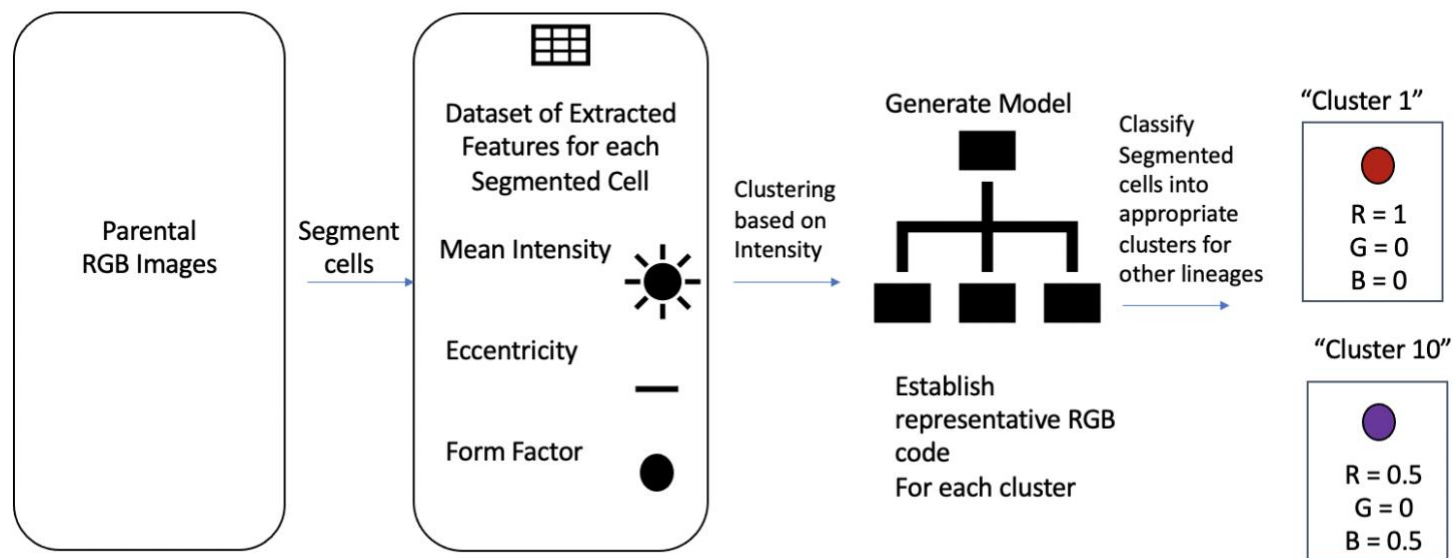 Parental
RGB Images
Segment
cells
Dataset of Extracted
Features for each
Segmented Cell
Mean Intensity
Eccentricity
Form Factor
Clustering
based on
Intensity
Generate Model
Establish
representative RGB
code
For each cluster
Classify
Segmented
cells into
appropriate
clusters for
other lineages
“Cluster 1”
R = 1
G = 0
B = 0
“Cluster 10”
R = 0.5
G = 0
B = 0.5